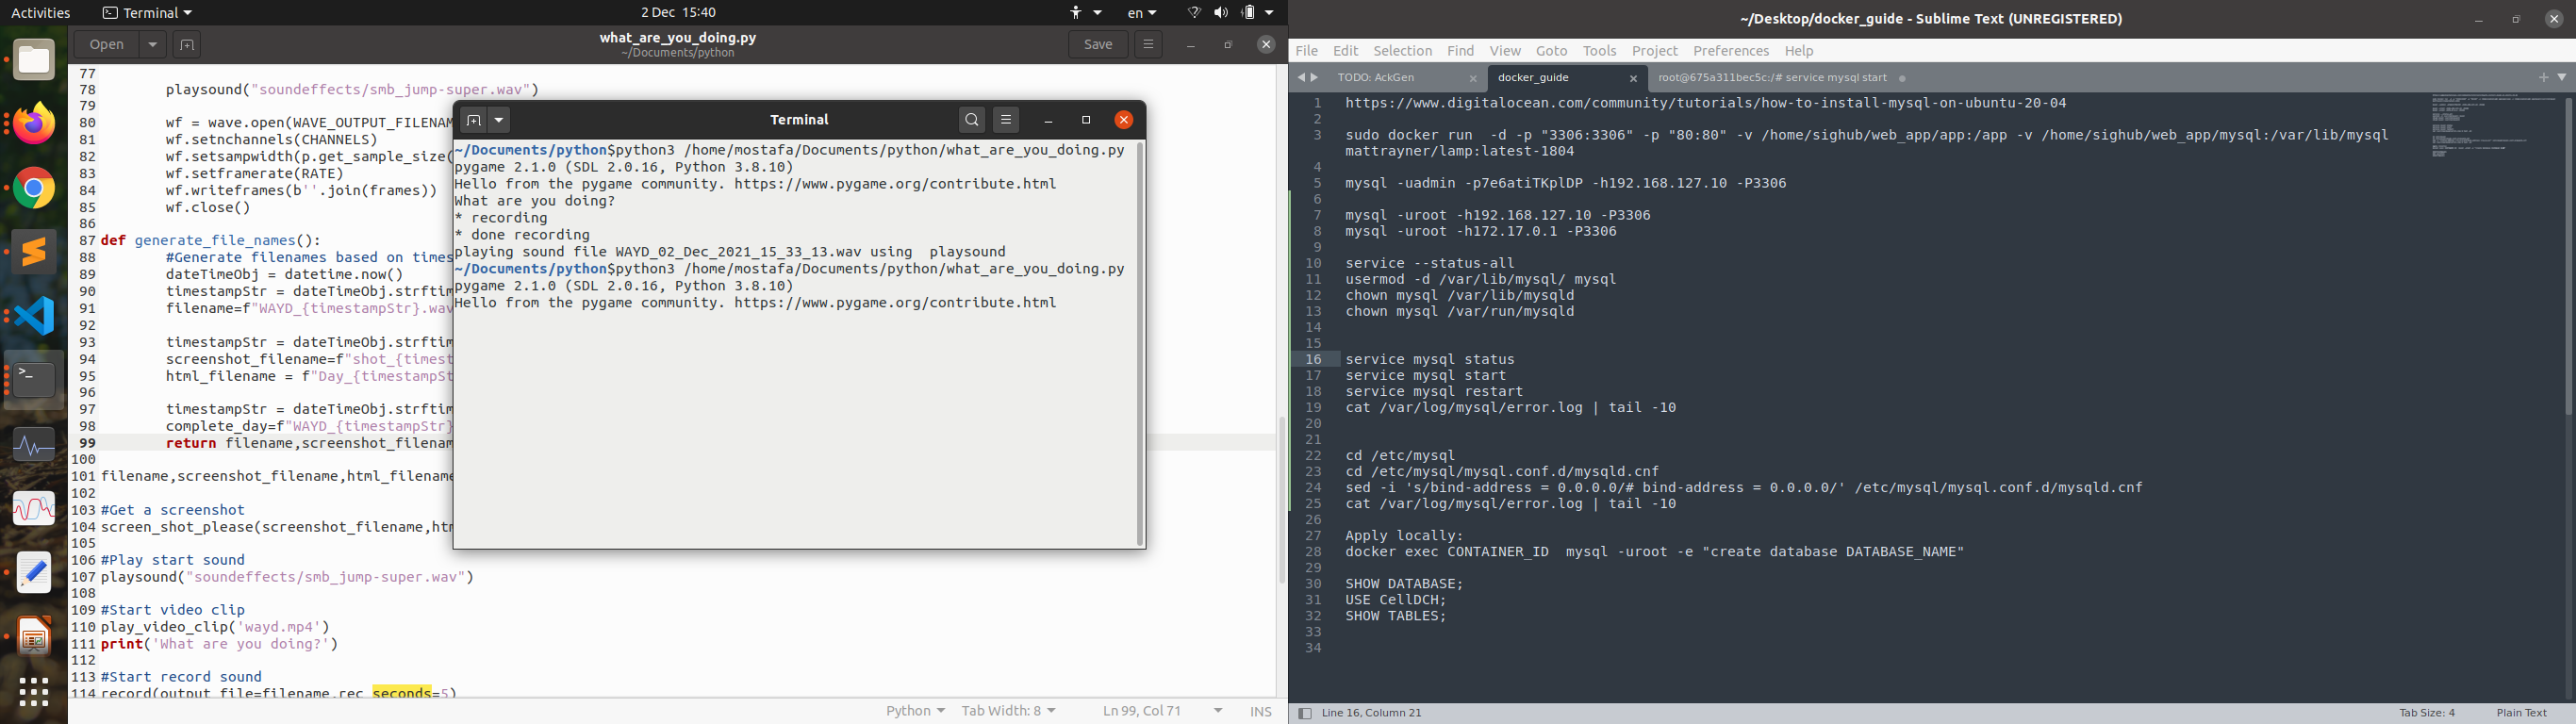 Activities
Terminal
2 Dec 15:40
en
Open
what_are_you_doing.py
~/Documents/python
Save
77
78 playsound("soundeffects/smb_jump-super.wav")
79
80 wf = wave.open(WAVE_OUTPUT_FILENAM
81 wf.setnchannels(CHANNELS)
82 wf.setsampwidth(p.get_sample_size(
83 wf.setframerate(RATE)
84 wf.writeframes(b''.join(frames))
85 wf.close()
86
87 def generate_file_names():
88 #Generate filenames based on times
89 dateTimeObj = datetime.now()
90 timestampStr = dateTimeObj.strftim
91 filename=f"WAYD_{timestampStr}.wav
92
93 timestampStr = dateTimeObj.strftim
94 screenshot_filename=f"shot_{timest
95 html_filename = f"Day_{timestampSt
96
97 timestampStr = dateTimeObj.strftim
98 complete_day=f"WAYD_{timestampStr}
99 return filename,screenshot_filenam
100
101 filename,screenshot_filename,html_filename
102
103 #Get a screenshot
104 screen_shot_please(screenshot_filename,htm
105
106 #Play start sound
107 playsound("soundeffects/smb_jump-super.wav")
108
109 #Start video clip
110 play_video_clip('wayd.mp4')
111 print('What are you doing?')
112
113 #Start record sound
114 record(output_file=filename,rec_seconds=5)
Python
Tab Width: 8
Ln 99, Col 71
INS
Terminal
~/Documents/python$python3 /home/mostafa/Documents/python/what_are_you_doing.py
pygame 2.1.0 (SDL 2.0.16, Python 3.8.10)
Hello from the pygame community. https://www.pygame.org/contribute.html
What are you doing?
* recording
* done recording
playing sound file WAYD_02_Dec_2021_15_33_13.wav using  playsound
~/Documents/python$python3 /home/mostafa/Documents/python/what_are_you_doing.py
pygame 2.1.0 (SDL 2.0.16, Python 3.8.10)
Hello from the pygame community. https://www.pygame.org/contribute.html
~/Desktop/docker_guide - Sublime Text (UNREGISTERED)
File Edit Selection Find View Goto Tools Project Preferences Help
TODO: AckGen
docker_guide
root@675a311bec5c:/# service mysql start
1 https://www.digitalocean.com/community/tutorials/how-to-install-mysql-on-ubuntu-20-04
2
3 sudo docker run  -d -p "3306:3306" -p "80:80" -v /home/sighub/web_app/app:/app -v /home/sighub/web_app/mysql:/var/lib/mysql
mattrayner/lamp:latest-1804
4
5 mysql -uadmin -p7e6atiTKplDP -h192.168.127.10 -P3306
6
7 mysql -uroot -h192.168.127.10 -P3306
8 mysql -uroot -h172.17.0.1 -P3306
9
10 service --status-all
11 usermod -d /var/lib/mysql/ mysql
12 chown mysql /var/lib/mysqld
13 chown mysql /var/run/mysqld
14
15
16 service mysql status
17 service mysql start
18 service mysql restart
19 cat /var/log/mysql/error.log | tail -10
20
21
22 cd /etc/mysql
23 cd /etc/mysql/mysql.conf.d/mysqld.cnf
24 sed -i 's/bind-address = 0.0.0.0/# bind-address = 0.0.0.0/' /etc/mysql/mysql.conf.d/mysqld.cnf
25 cat /var/log/mysql/error.log | tail -10
26
27 Apply locally:
28 docker exec CONTAINER_ID  mysql -uroot -e "create database DATABASE_NAME"
29
30 SHOW DATABASE;
31 USE CellDCH;
32 SHOW TABLES;
33
34
Line 16, Column 21
Tab Size: 4
Plain Text